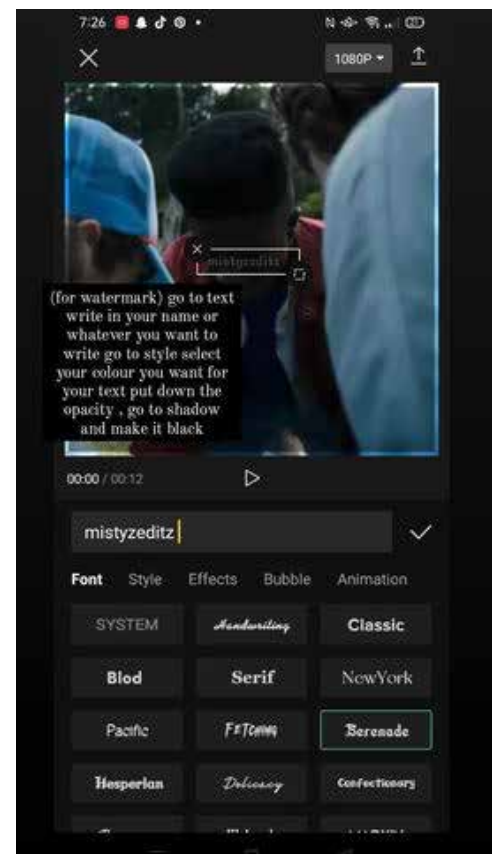 7:26
1080P
mistyzeditz
(for watermark) go to text
write in your name or
whatever you want to
write go to style select
your colour you want for
your text put down the
opacity , go to shadow
and make it black
00:00 / 00:12
mistyzeditz
Font Style Effects Bubble Animation
SYSTEM Handwriting Classic
Blod Serif NewYork
Pacific Berenade
Hesperian Delicacy Confectionary